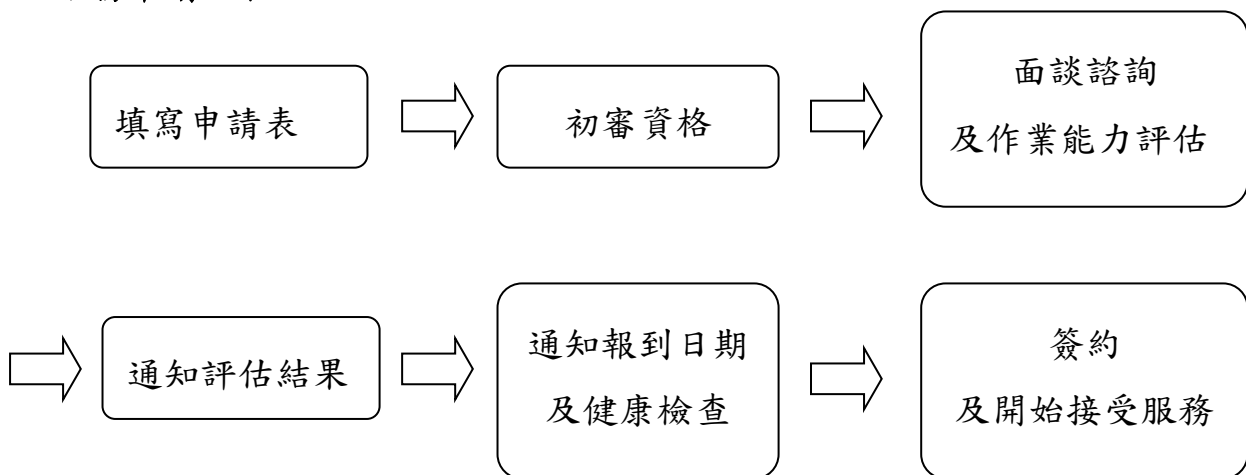 填寫申請表
初審資格
面談諮詢
及作業能力評估
通知評估結果
通知報到日期
及健康檢查
簽約
及開始接受服務